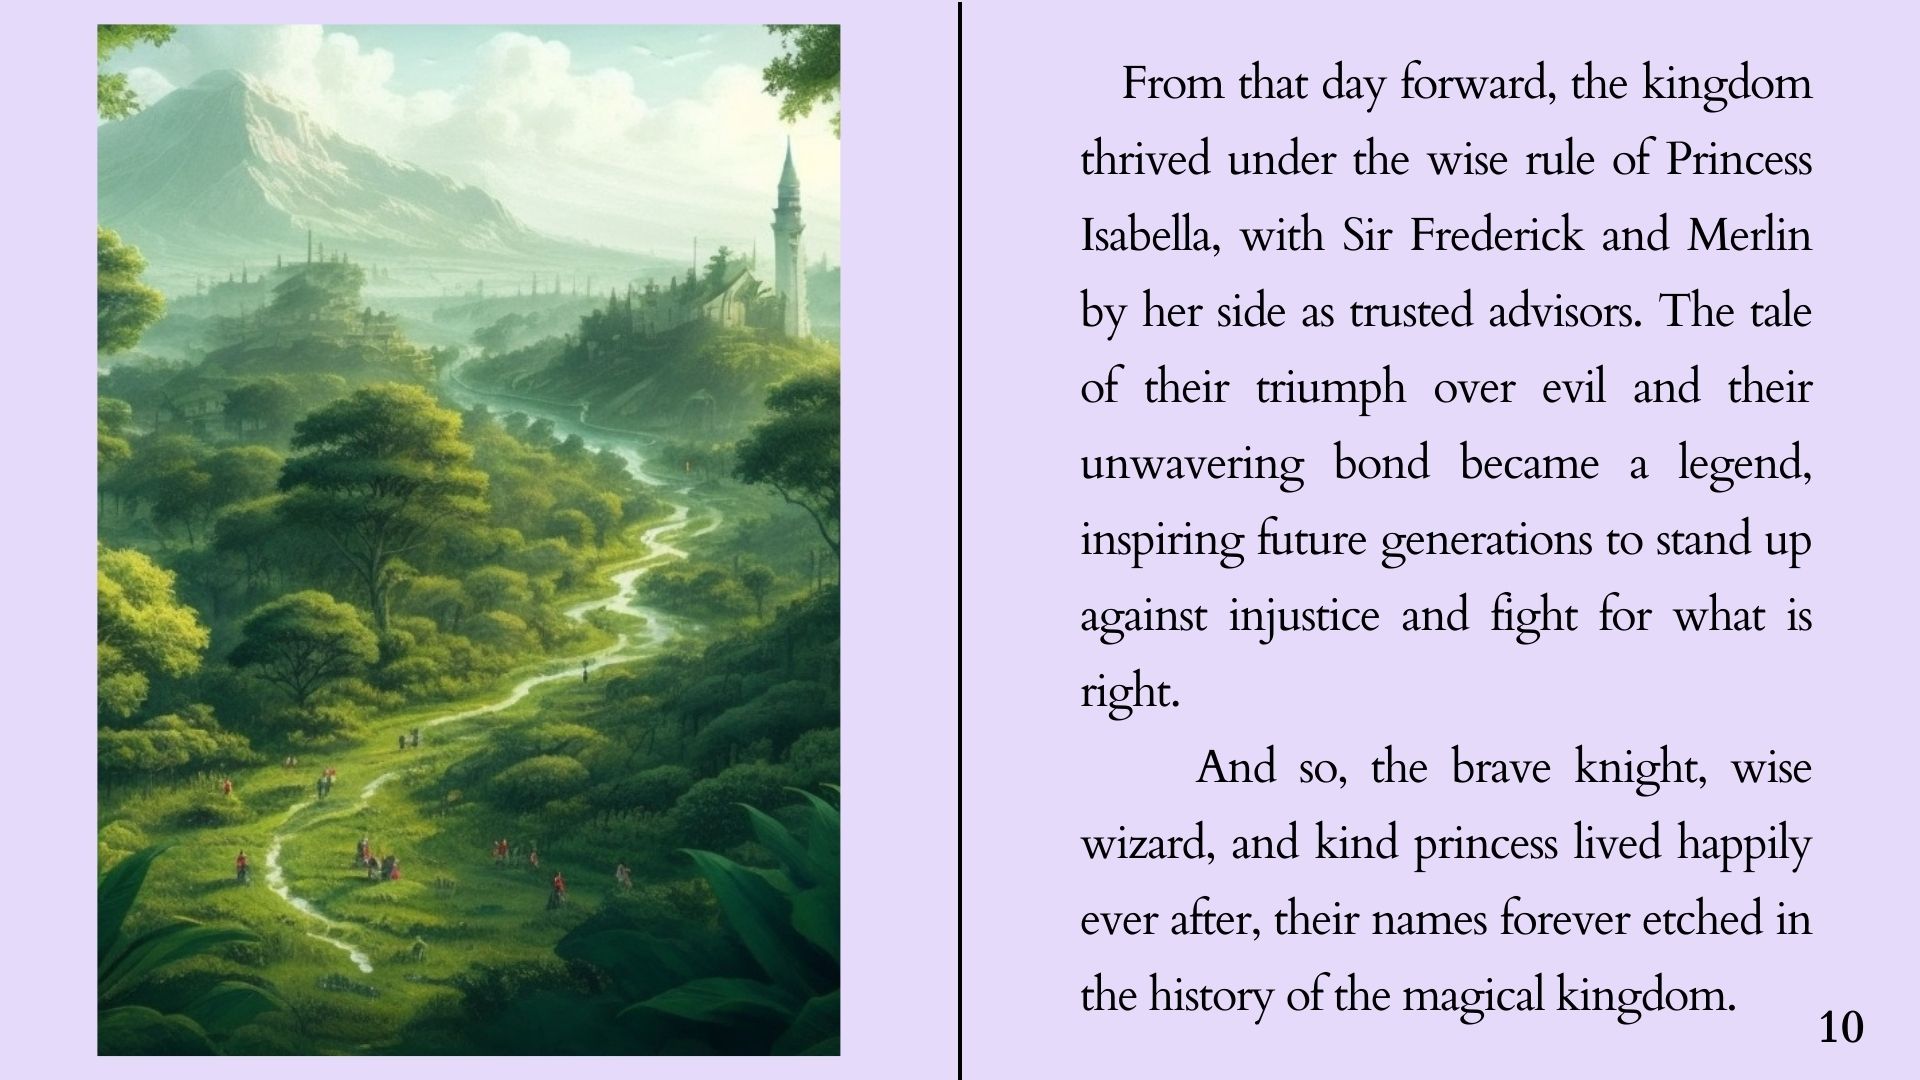 From that day forward, the kingdom
thrived under the wise rule of Princess
Isabella, with Sir Frederick and Merlin
by her side as trusted advisors. The tale
of their triumph over evil and their
unwavering bond became a legend,
inspiring future generations to stand up
against injustice and fight for what is
right.
And so, the brave knight, wise
wizard, and kind princess lived happily
ever after, their names forever etched in
the history of the magical kingdom.
10